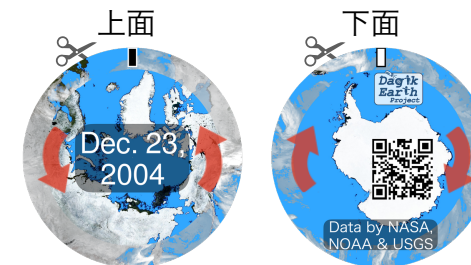 上面
下面
Dec. 23,
2004
Dagik
Earth
Project
Data by NASA,
NOAA & USGS